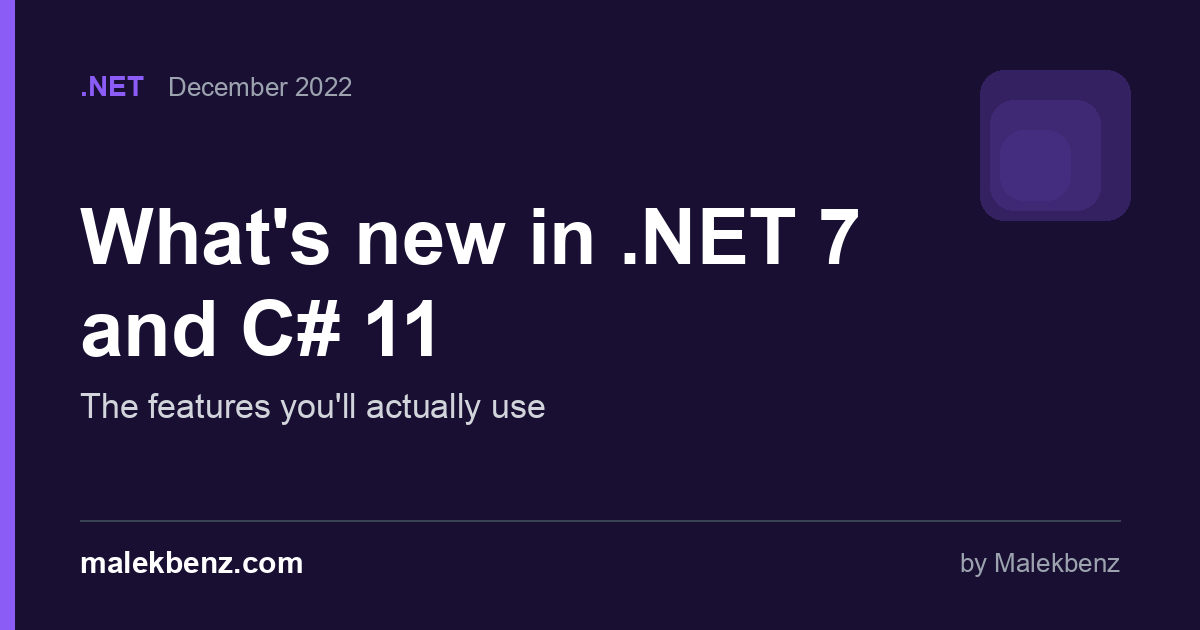 .NET December 2022
What's new in .NET 7
and C# 11
The features you'll actually use
malekbenz.com
by Malekbenz